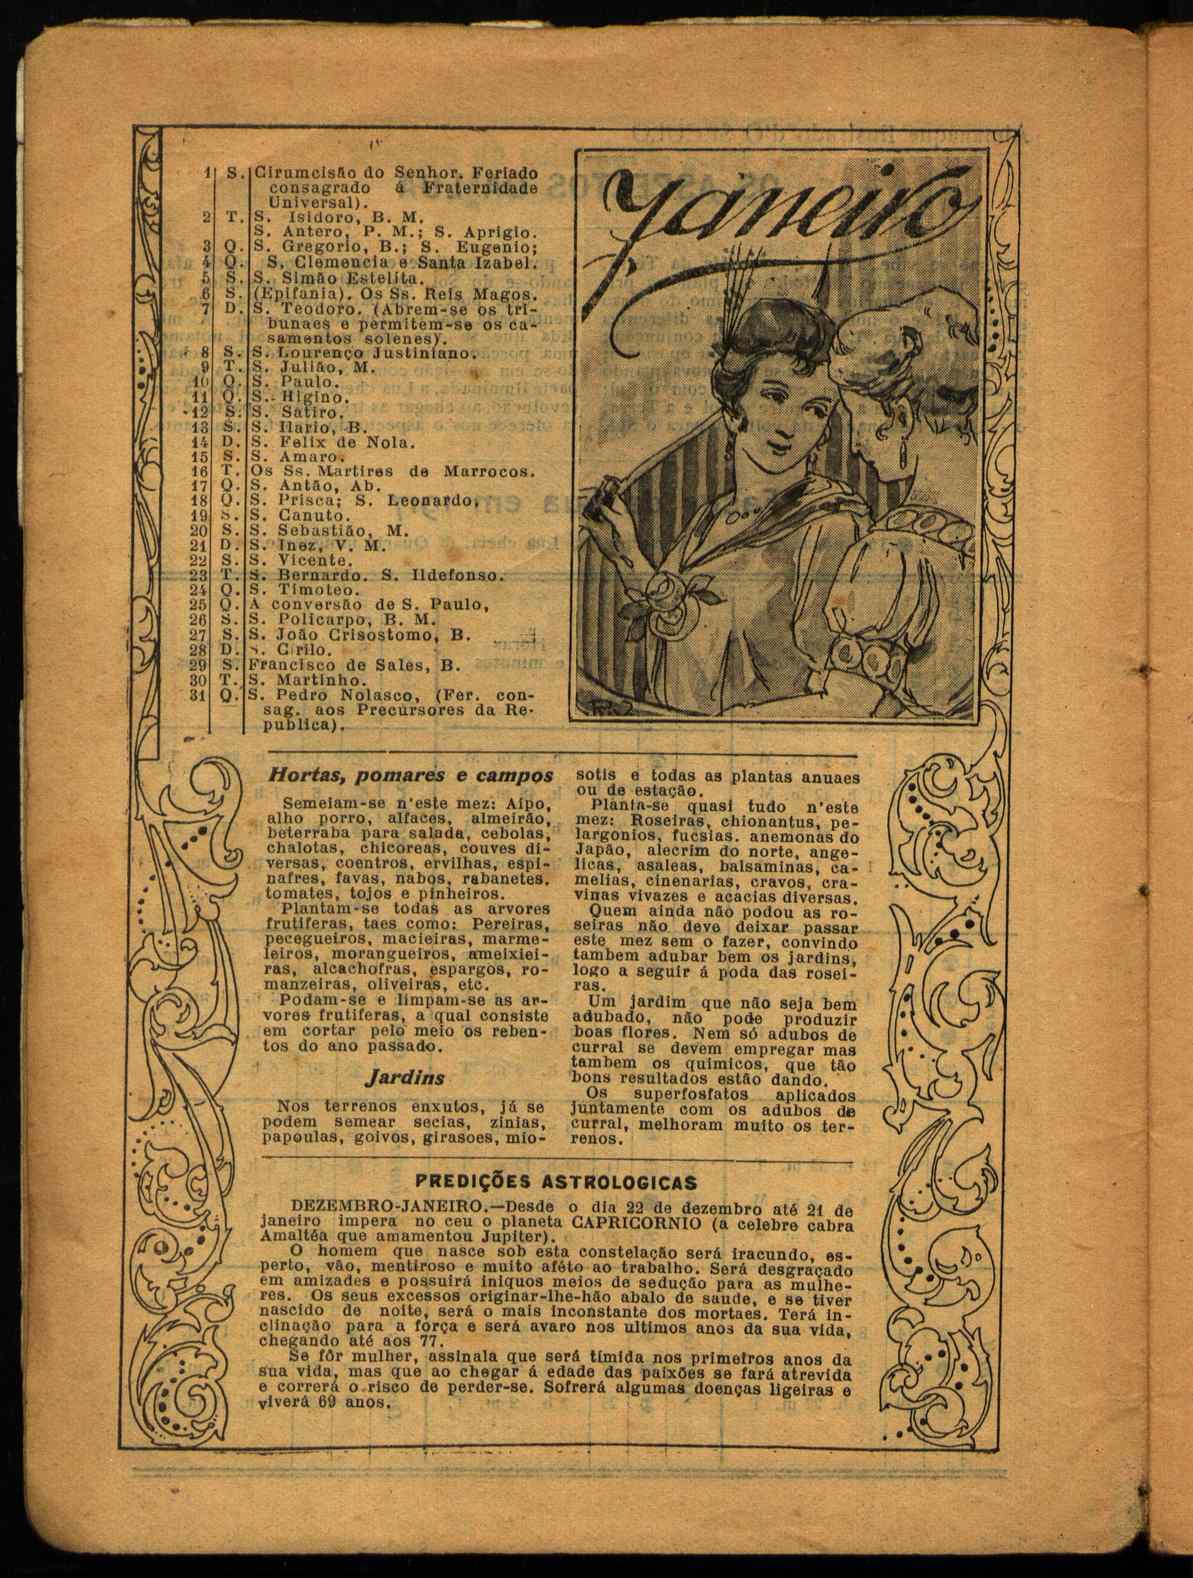 1 S. Cirumcisão do Senhor. Feriado
consagrado á Fraternidade
Universal).
2 T. S. Isidoro, B. M.
S. Antero, P. M.; S. Aprigio.
3 Q. S. Gregorio, B.; S. Eugenio;
4 Q. S. Clemencia e Santa Izabel.
5 S. S. Simão Estelita.
6 S. (Epifania). Os Ss. Reis Magos.
7 D. S. Teodoro. (Abrem-se os tri-
bunaes e permitem-se os ca-
samentos solenes).
8 S. S. Lourenço Justiniano.
9 T. S. Julião, M.
10 Q. S. Paulo.
11 Q. S. Higino.
12 S. S. Satiro.
13 S. S. Ilario, B.
14 D. S. Felix de Nola.
15 S. S. Amaro.
16 T. Os Ss. Martires de Marrocos.
17 Q. S. Antão, Ab.
18 Q. S. Prisca; S. Leonardo,
19 S. S. Canuto.
20 S. S. Sebastião, M.
21 D. S. Inez, V. M.
22 S. S. Vicente.
23 T. S. Bernardo. S. Ildefonso.
24 Q. S. Timoteo.
25 Q. A conversão de S. Paulo,
26 S. S. Policarpo, B. M.
27 S. S. João Crisostomo, B.
28 D. S. Cirilo.
29 S. Francisco de Sales, B.
30 T. S. Martinho.
31 Q. S. Pedro Nolasco, (Fer. con-
sag. aos Precursores da Re-
publica).
Janeiro
Hortas, pomares e campos
Semeiam-se n'este mez: Aipo,
alho porro, alfaces, almeirão,
beterraba para salada, cebolas,
chalotas, chicoreas, couves di-
versas, coentros, ervilhas, espi-
nafres, favas, nabos, rabanetes.
tomates, tojos e pinheiros.
Plantam-se todas as arvores
frutiferas, taes como: Pereiras,
pecegueiros, macieiras, marme-
leiros, morangueiros, ameixiei-
ras, alcachofras, espargos, ro-
manzeiras, oliveiras, etc.
Podam-se e limpam-se as ar-
vores frutiferas, a qual consiste
em cortar pelo meio os reben-
tos do ano passado.
Jardins
Nos terrenos enxutos, já se
podem semear secias, zinias,
papoulas, goivos, girasoes, mio-
sotis e todas as plantas anuaes
ou de estação.
Planta-se quasi tudo n'este
mez: Roseiras, chionantus, pe-
largonios, fucsias. anemonas do
Japão, alecrim do norte, ange-
licas, asaleas, balsaminas, ca-
melias, cinenarias, cravos, cra-
vinas vivazes e acacias diversas.
Quem ainda não podou as ro-
seiras não deve deixar passar
este mez sem o fazer, convindo
tambem adubar bem os jardins,
logo a seguir á poda das rosei-
ras.
Um jardim que não seja bem
adubado, não pode produzir
boas flores. Nem só adubos de
curral se devem empregar mas
tambem os quimicos, que tão
bons resultados estão dando.
Os superfosfatos aplicados
juntamente com os adubos de
curral, melhoram muito os ter-
renos.
PREDIÇÕES ASTROLOGICAS
DEZEMBRO-JANEIRO.—Desde o dia 22 de dezembro até 21 de
janeiro impera no ceu o planeta CAPRICORNIO (a celebre cabra
Amaltêa que amamentou Jupiter).
O homem que nasce sob esta constelação será iracundo, es-
perto, vão, mentiroso e muito afêto ao trabalho. Será desgraçado
em amizades e possuirá iniquos meios de sedução para as mulhe-
res. Os seus excessos originar-lhe-hão abalo de saude, e se tiver
nascido de noite, será o mais inconstante dos mortaes. Terá in-
clinação para a força e será avaro nos ultimos anos da sua vida,
chegando até aos 77.
Se fôr mulher, assinala que será timida nos primeiros anos da
sua vida, mas que ao chegar á edade das paixões se fará atrevida
e correrá o risco de perder-se. Sofrerá algumas doenças ligeiras e
viverá 69 anos.